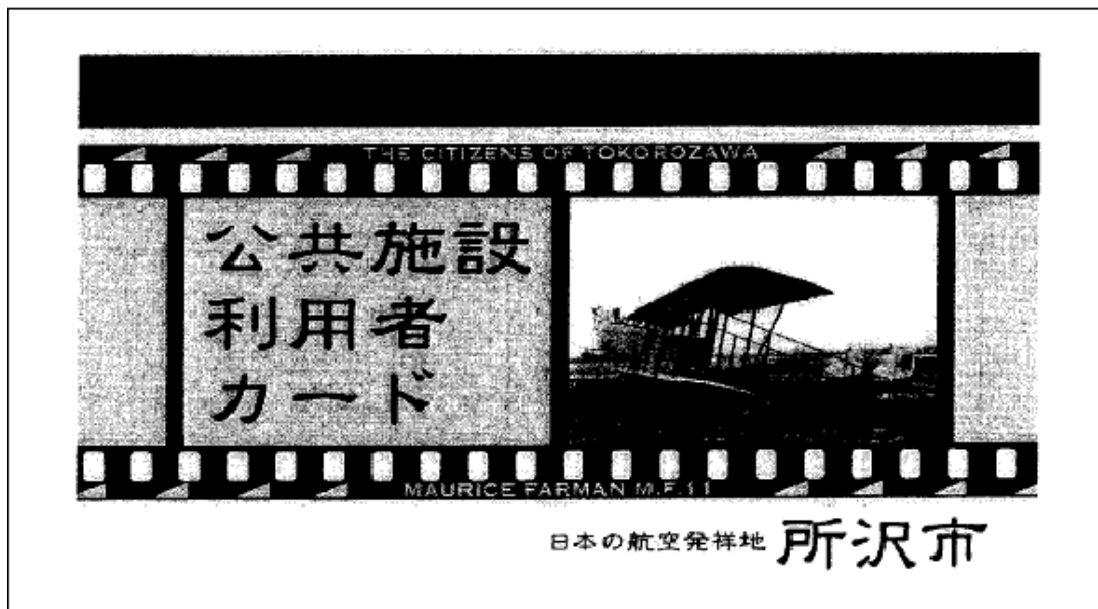 THE CITIZENS OF TOKOROZAWA
公共施設
利用者
カード
MAURICE FARMAN M.F.11
日本の航空発祥地 所沢市